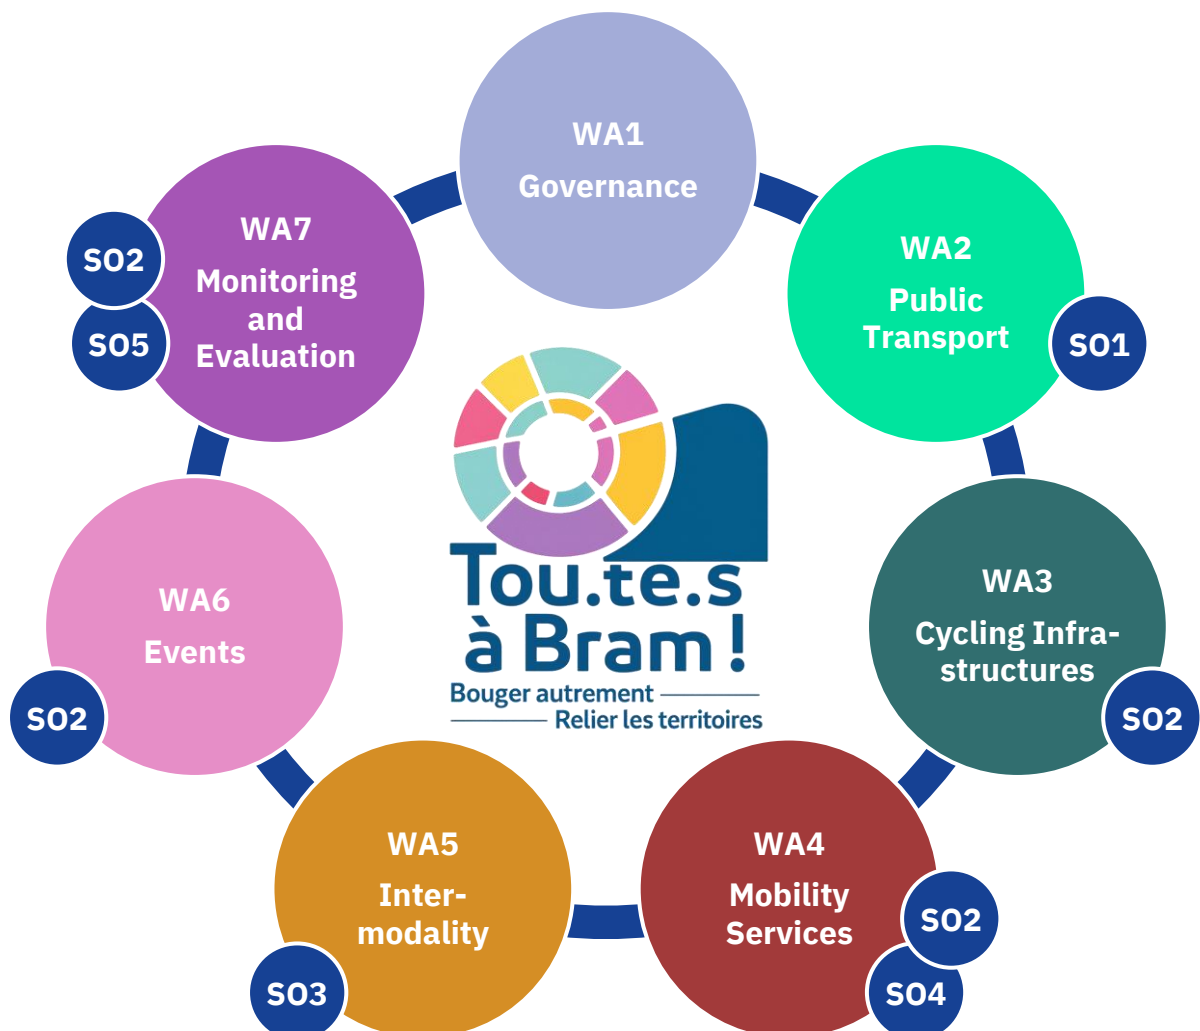 WA1
Governance
WA2
Public
Transport
SO1
WA3
Cycling Infra-
structures
SO2
WA4
Mobility
Services
SO2
SO4
WA5
Inter-
modality
SO3
WA6
Events
SO2
WA7
Monitoring
and
Evaluation
SO2
SO5
Tou.te.s
à Bram !
Bouger autrement
Relier les territoires